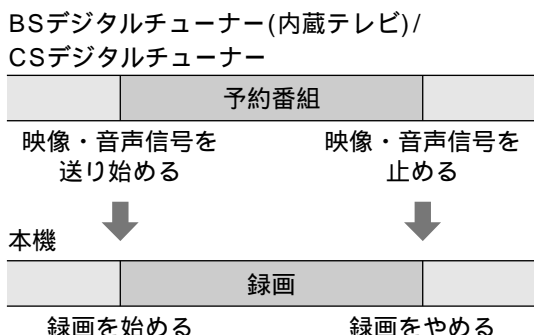 BSデジタルチューナー(内蔵テレビ)/
CSデジタルチューナー
予約番組
映像・音声信号を
送り始める
映像・音声信号を
止める
本機
録画
録画を始める
録画をやめる